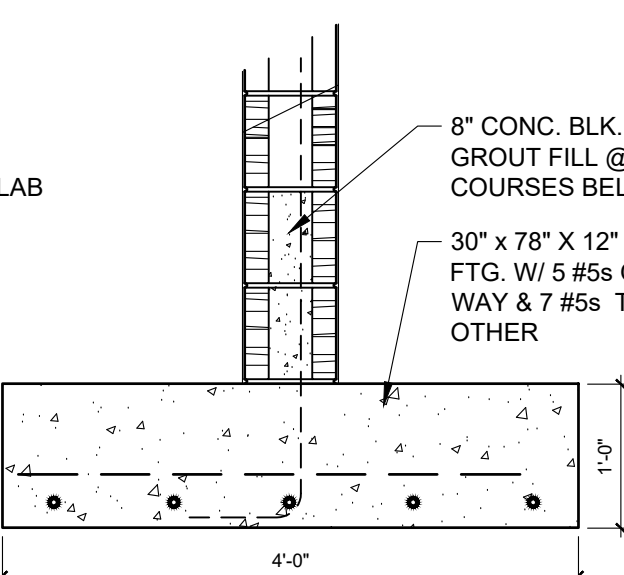 LAB
8" CONC. BLK.
GROUT FILL @
COURSES BEL
30" x 78" X 12"
FTG. W/ 5 #5s
WAY & 7 #5s T
OTHER
1'-0"
4'-0"